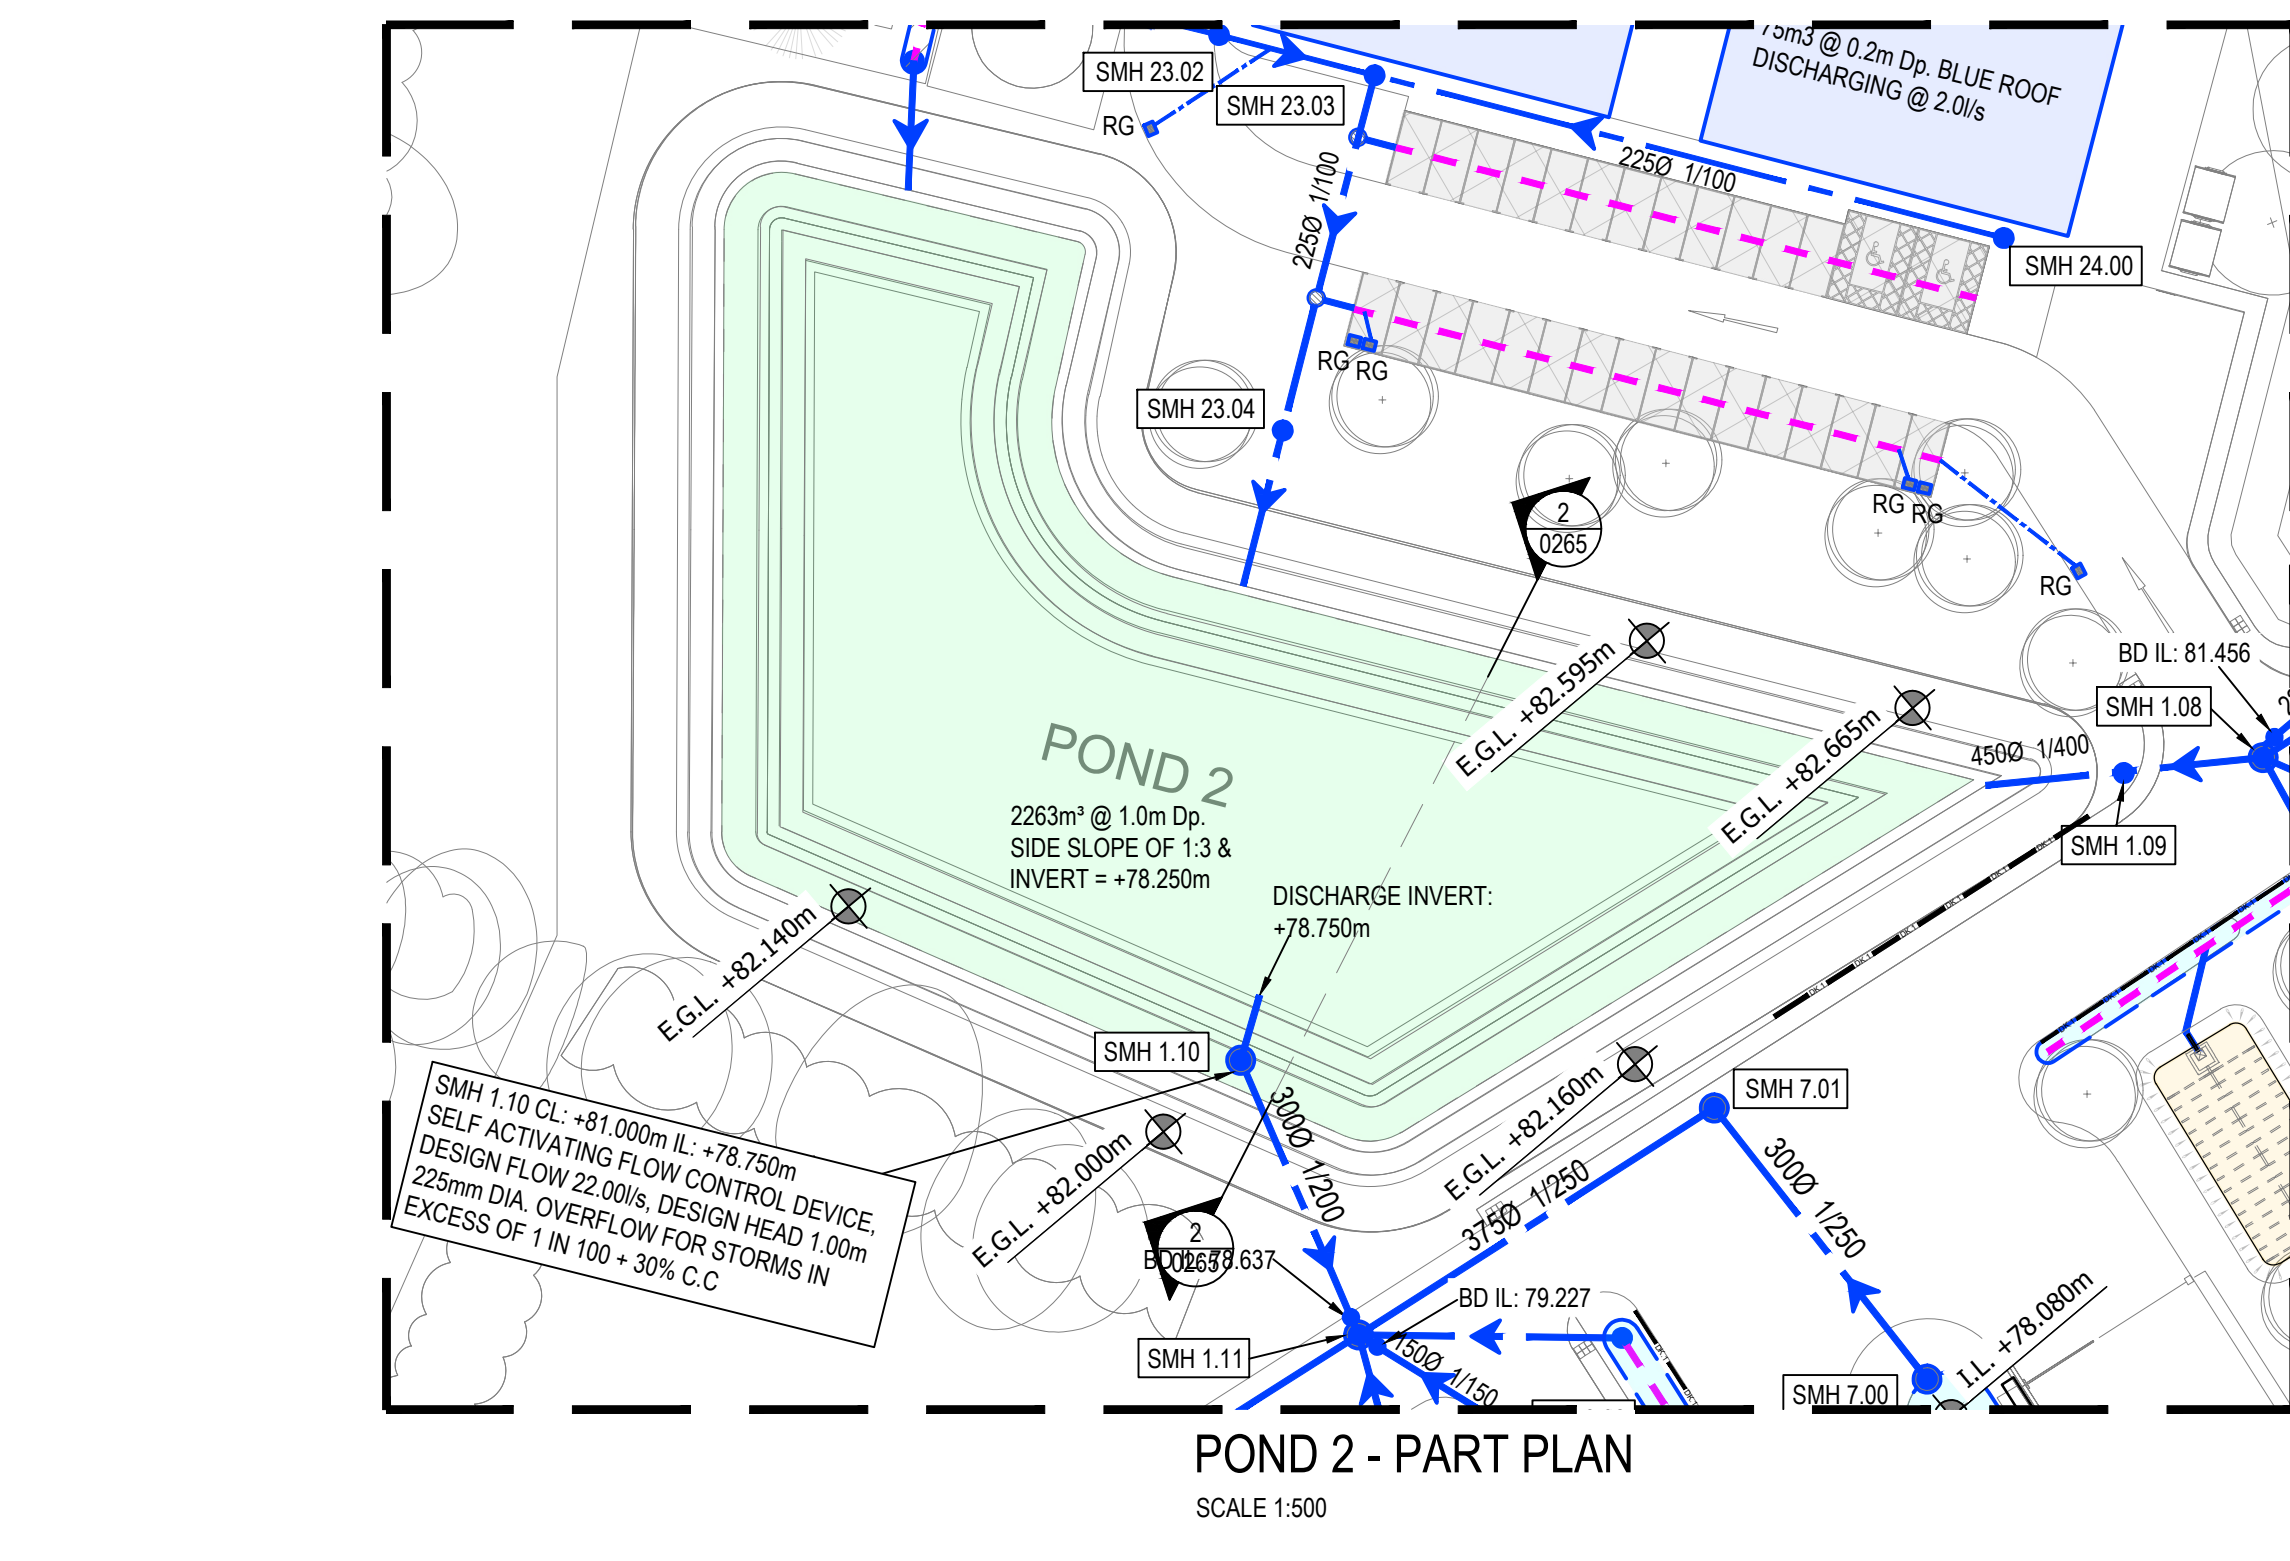 75m3 @ 0.2m Dp. BLUE ROOF
DISCHARGING @ 2.0l/s
SMH 23.02
SMH 23.03
RG
225Ø 1/100
225Ø 1/100
SMH 24.00
RG
RG
SMH 23.04
2
0265
RG
RG
RG
E.G.L. +82.595m
E.G.L. +82.665m
BD IL: 81.456
SMH 1.08
450Ø 1/400
SMH 1.09
POND 2
2263m³ @ 1.0m Dp.
SIDE SLOPE OF 1:3 &
INVERT = +78.250m
DISCHARGE INVERT:
+78.750m
E.G.L. +82.140m
SMH 1.10
SMH 1.10 CL: +81.000m IL: +78.750m
SELF ACTIVATING FLOW CONTROL DEVICE,
DESIGN FLOW 22.00l/s, DESIGN HEAD 1.00m
225mm DIA. OVERFLOW FOR STORMS IN
EXCESS OF 1 IN 100 + 30% C.C
E.G.L. +82.000m
300Ø 1/200
E.G.L. +82.160m
SMH 7.01
375Ø 1/250
300Ø 1/250
2
0265
BD IL: 78.637
BD IL: 79.227
SMH 1.11
150Ø 1/150
SMH 7.00
I.L. +78.080m
POND 2 - PART PLAN
SCALE 1:500